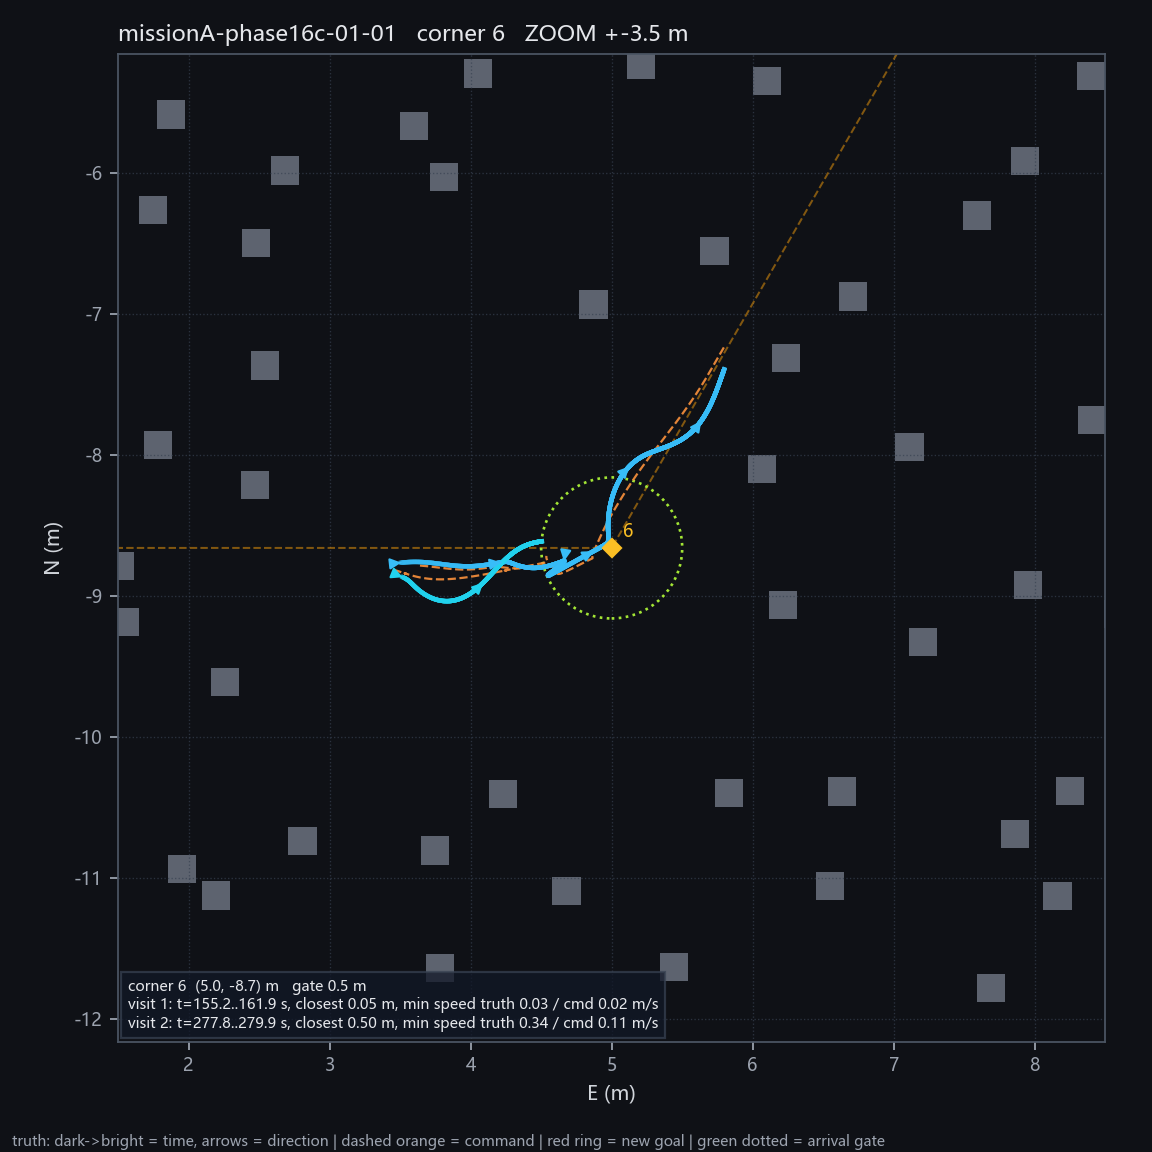 missionA-phase16c-01-01   corner 6   ZOOM +-3.5 m
N (m)
-6
-7
-8
-9
-10
-11
-12
6
corner 6  (5.0, -8.7) m   gate 0.5 m
visit 1: t=155.2..161.9 s, closest 0.05 m, min speed truth 0.03 / cmd 0.02 m/s
visit 2: t=277.8..279.9 s, closest 0.50 m, min speed truth 0.34 / cmd 0.11 m/s
2 3 4 5 6 7 8
E (m)
truth: dark->bright = time, arrows = direction | dashed orange = command | red ring = new goal | green dotted = arrival gate